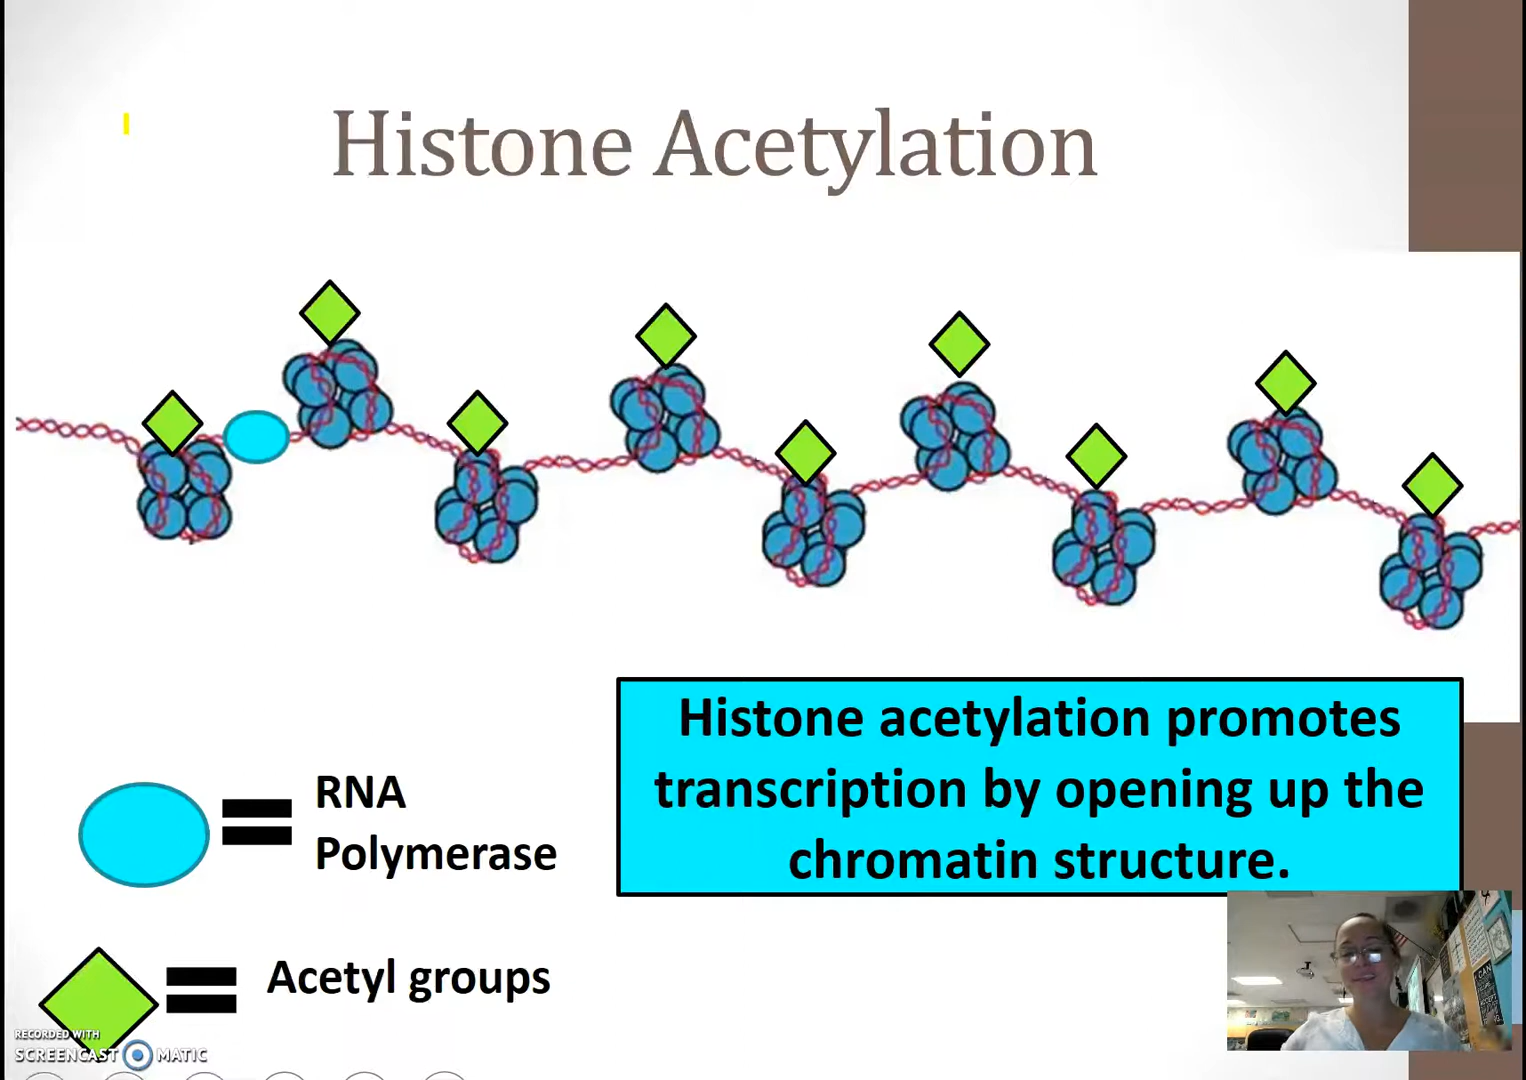 Histone Acetylation
Histone acetylation promotes
transcription by opening up the
chromatin structure.
RNA
Polymerase
Acetyl groups
RECORDED WITH
SCREENCAST MATIC